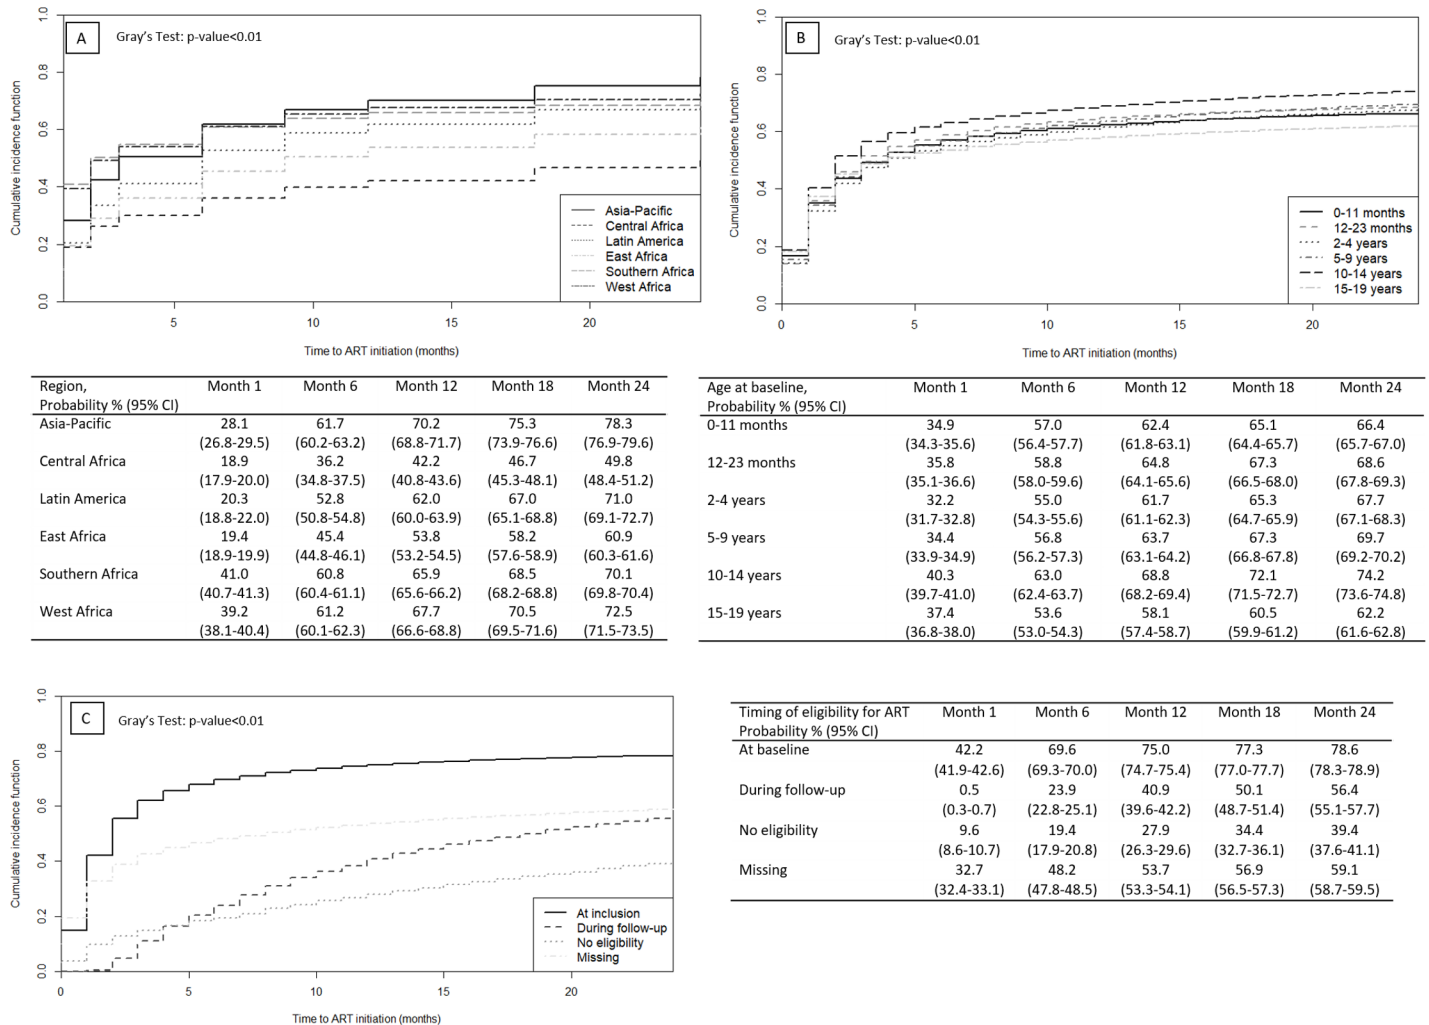 A
Gray's Test: p-value<0.01
Cumulative incidence function
0.0
0.2
0.4
0.6
0.8
1.0
5
10
15
20
Time to ART initiation (months)
Asia-Pacific
Central Africa
Latin America
East Africa
Southern Africa
West Africa
B
Gray's Test: p-value<0.01
Cumulative incidence function
0.0
0.2
0.4
0.6
0.8
1.0
0
5
10
15
20
Time to ART initiation (months)
0-11 months
12-23 months
2-4 years
5-9 years
10-14 years
15-19 years
Region, Month 1 Month 6 Month 12 Month 18 Month 24
Probability % (95% CI)
Asia-Pacific 28.1 61.7 70.2 75.3 78.3
(26.8-29.5) (60.2-63.2) (68.8-71.7) (73.9-76.6) (76.9-79.6)
Central Africa 18.9 36.2 42.2 46.7 49.8
(17.9-20.0) (34.8-37.5) (40.8-43.6) (45.3-48.1) (48.4-51.2)
Latin America 20.3 52.8 62.0 67.0 71.0
(18.8-22.0) (50.8-54.8) (60.0-63.9) (65.1-68.8) (69.1-72.7)
East Africa 19.4 45.4 53.8 58.2 60.9
(18.9-19.9) (44.8-46.1) (53.2-54.5) (57.6-58.9) (60.3-61.6)
Southern Africa 41.0 60.8 65.9 68.5 70.1
(40.7-41.3) (60.4-61.1) (65.6-66.2) (68.2-68.8) (69.8-70.4)
West Africa 39.2 61.2 67.7 70.5 72.5
(38.1-40.4) (60.1-62.3) (66.6-68.8) (69.5-71.6) (71.5-73.5)
Age at baseline, Month 1 Month 6 Month 12 Month 18 Month 24
Probability % (95% CI)
0-11 months 34.9 57.0 62.4 65.1 66.4
(34.3-35.6) (56.4-57.7) (61.8-63.1) (64.4-65.7) (65.7-67.0)
12-23 months 35.8 58.8 64.8 67.3 68.6
(35.1-36.6) (58.0-59.6) (64.1-65.6) (66.5-68.0) (67.8-69.3)
2-4 years 32.2 55.0 61.7 65.3 67.7
(31.7-32.8) (54.3-55.6) (61.1-62.3) (64.7-65.9) (67.1-68.3)
5-9 years 34.4 56.8 63.7 67.3 69.7
(33.9-34.9) (56.2-57.3) (63.1-64.2) (66.8-67.8) (69.2-70.2)
10-14 years 40.3 63.0 68.8 72.1 74.2
(39.7-41.0) (62.4-63.7) (68.2-69.4) (71.5-72.7) (73.6-74.8)
15-19 years 37.4 53.6 58.1 60.5 62.2
(36.8-38.0) (53.0-54.3) (57.4-58.7) (59.9-61.2) (61.6-62.8)
C
Gray's Test: p-value<0.01
Cumulative incidence function
0.0
0.2
0.4
0.6
0.8
1.0
0
5
10
15
20
Time to ART initiation (months)
At inclusion
During follow-up
No eligibility
Missing
Timing of eligibility for ART Month 1 Month 6 Month 12 Month 18 Month 24
Probability % (95% CI)
At baseline 42.2 69.6 75.0 77.3 78.6
(41.9-42.6) (69.3-70.0) (74.7-75.4) (77.0-77.7) (78.3-78.9)
During follow-up 0.5 23.9 40.9 50.1 56.4
(0.3-0.7) (22.8-25.1) (39.6-42.2) (48.7-51.4) (55.1-57.7)
No eligibility 9.6 19.4 27.9 34.4 39.4
(8.6-10.7) (17.9-20.8) (26.3-29.6) (32.7-36.1) (37.6-41.1)
Missing 32.7 48.2 53.7 56.9 59.1
(32.4-33.1) (47.8-48.5) (53.3-54.1) (56.5-57.3) (58.7-59.5)